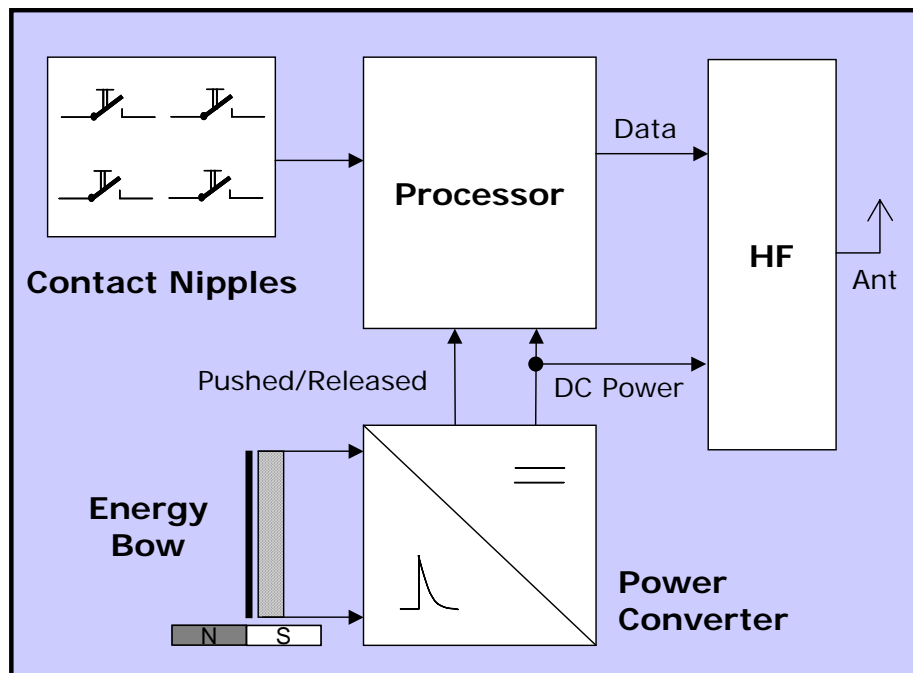 Data
Processor
HF
Contact Nipples
Ant
Pushed/Released
DC Power
Energy
Bow
Power
Converter
N S